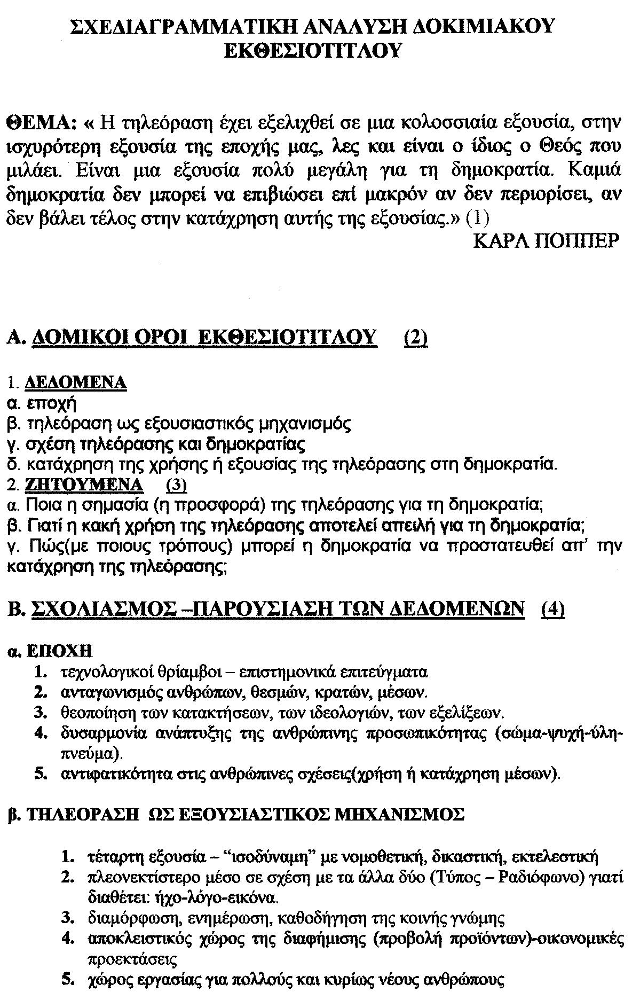 ΣΧΕΔΙΑΓΡΑΜΜΑΤΙΚΗ ΑΝΑΛΥΣΗ ΔΟΚΙΜΙΑΚΟΥ
ΕΚΘΕΣΙΟΤΙΤΛΟΥ
ΘΕΜΑ: « Η τηλεόραση έχει εξελιχθεί σε μια κολοσσιαία εξουσία, στην
ισχυρότερη εξουσία της εποχής μας, λες και είναι ο ίδιος ο Θεός που
μιλάει. Είναι μια εξουσία πολύ μεγάλη για τη δημοκρατία. Καμιά
δημοκρατία δεν μπορεί να επιβιώσει επί μακρόν αν δεν περιορίσει, αν
δεν βάλει τέλος στην κατάχρηση αυτής της εξουσίας.» (1)
ΚΑΡΛ ΠΟΠΠΕΡ
Α. ΔΟΜΙΚΟΙ ΟΡΟΙ ΕΚΘΕΣΙΟΤΙΤΛΟΥ (2)
1. ΔΕΔΟΜΕΝΑ
α. εποχή
β. τηλεόραση ως εξουσιαστικός μηχανισμός
γ. σχέση τηλεόρασης και δημοκρατίας
δ. κατάχρηση της χρήσης ή εξουσίας της τηλεόρασης στη δημοκρατία.
2. ΖΗΤΟΥΜΕΝΑ (3)
α. Ποια η σημασία (η προσφορά) της τηλεόρασης για τη δημοκρατία;
β. Γιατί η κακή χρήση της τηλεόρασης αποτελεί απειλή για τη δημοκρατία;
γ. Πώς(με ποιους τρόπους) μπορεί η δημοκρατία να προστατευθεί απ' την
κατάχρηση της τηλεόρασης;
Β. ΣΧΟΛΙΑΣΜΟΣ –ΠΑΡΟΥΣΙΑΣΗ ΤΩΝ ΔΕΔΟΜΕΝΩΝ (4)
α. ΕΠΟΧΗ
1. τεχνολογικοί θρίαμβοι – επιστημονικά επιτεύγματα
2. ανταγωνισμός ανθρώπων, θεσμών, κρατών, μέσων.
3. θεοποίηση των κατακτήσεων, των ιδεολογιών, των εξελίξεων.
4. δυσαρμονία ανάπτυξης της ανθρώπινης προσωπικότητας (σώμα-ψυχή-ύλη-
πνεύμα).
5. αντιφατικότητα στις ανθρώπινες σχέσεις(χρήση ή κατάχρηση μέσων).
β. ΤΗΛΕΟΡΑΣΗ ΩΣ ΕΞΟΥΣΙΑΣΤΙΚΟΣ ΜΗΧΑΝΙΣΜΟΣ
1. τέταρτη εξουσία – “ισοδύναμη” με νομοθετική, δικαστική, εκτελεστική
2. πλεονεκτίστερο μέσο σε σχέση με τα άλλα δύο (Τύπος – Ραδιόφωνο) γιατί
διαθέτει: ήχο-λόγο-εικόνα.
3. διαμόρφωση, ενημέρωση, καθοδήγηση της κοινής γνώμης
4. αποκλειστικός χώρος της διαφήμισης (προβολή προϊόντων)-οικονομικές
προεκτάσεις
5. χώρος εργασίας για πολλούς και κυρίως νέους ανθρώπους